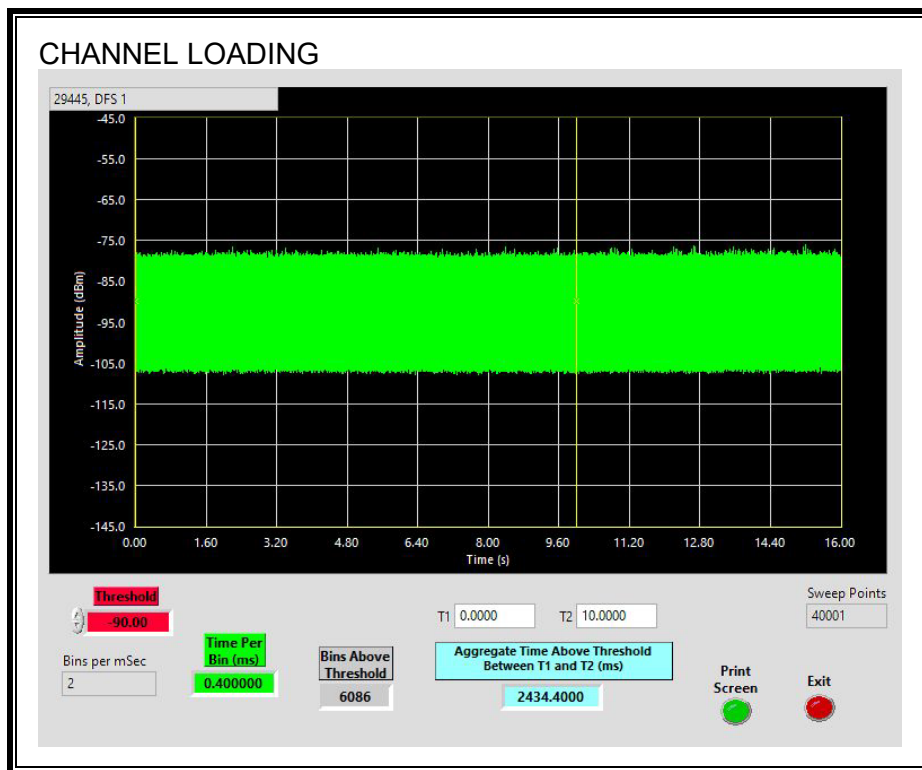 CHANNEL LOADING
29445, DFS 1
-45.0
-55.0
-65.0
-75.0
-85.0
-95.0
-105.0
-115.0
-125.0
-135.0
-145.0
Amplitude (dBm)
0.00 1.60 3.20 4.80 6.40 8.00 9.60 11.20 12.80 14.40 16.00
Time (s)
Threshold
-90.00
Bins per mSec
2
Time Per
Bin (ms)
0.400000
Bins Above
Threshold
6086
T1 0.0000 T2 10.0000
Aggregate Time Above Threshold
Between T1 and T2 (ms)
2434.4000
Sweep Points
40001
Print
Screen
Exit